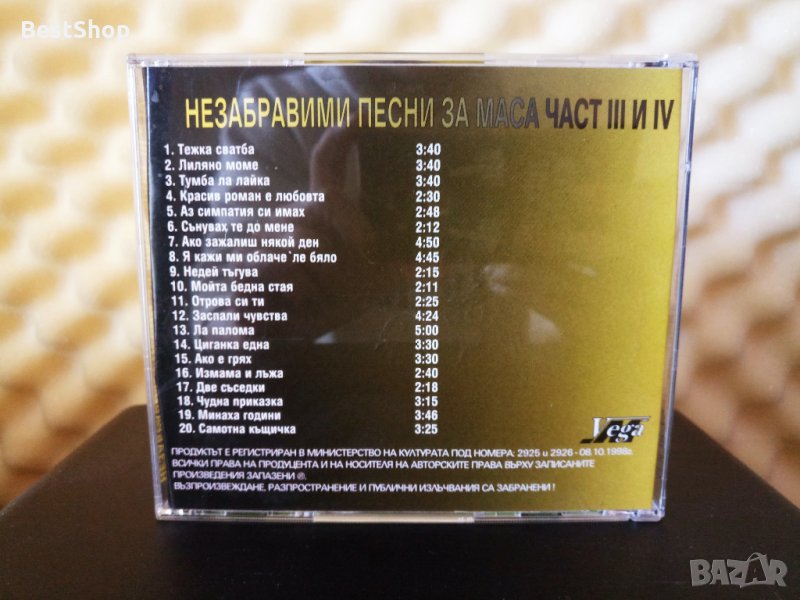 BestShop
НЕЗАБРАВИМИ ПЕСНИ ЗА МАСА ЧАСТ III И IV
1. Тежка сватба 3:40
2. Лиляно моме 3:40
3. Тумба ла лайка 3:40
4. Красив роман е любовта 2:30
5. Аз симпатия си имах 2:48
6. Сънувах те до мене 2:12
7. Ако зажалиш някой ден 4:50
8. Я кажи ми облаче`ле бяло 4:45
9. Недей тъгува 2:15
10. Мойта бедна стая 2:11
11. Отрова си ти 2:25
12. Заспали чувства 4:24
13. Ла палома 5:00
14. Циганка една 3:30
15. Ако е грях 3:30
16. Измама и лъжа 2:40
17. Две съседки 2:18
18. Чудна приказка 3:15
19. Минаха години 3:46
20. Самотна къщичка 3:25
Vega
ПРОДУКТЪТ Е РЕГИСТРИРАН В МИНИСТЕРСТВО НА КУЛТУРАТА ПОД НОМЕРА: 2925 и 2926 - 08.10.1998г.
ВСИЧКИ ПРАВА НА ПРОДУЦЕНТА И НА НОСИТЕЛЯ НА АВТОРСКИТЕ ПРАВА ВЪРХУ ЗАПИСАНИТЕ
ПРОИЗВЕДЕНИЯ ЗАПАЗЕНИ ℗.
ВЪЗПРОИЗВЕЖДАНЕ, РАЗПРОСТРАНЕНИЕ И ПУБЛИЧНИ ИЗЛЪЧВАНИЯ СА ЗАБРАНЕНИ !
BAZAR